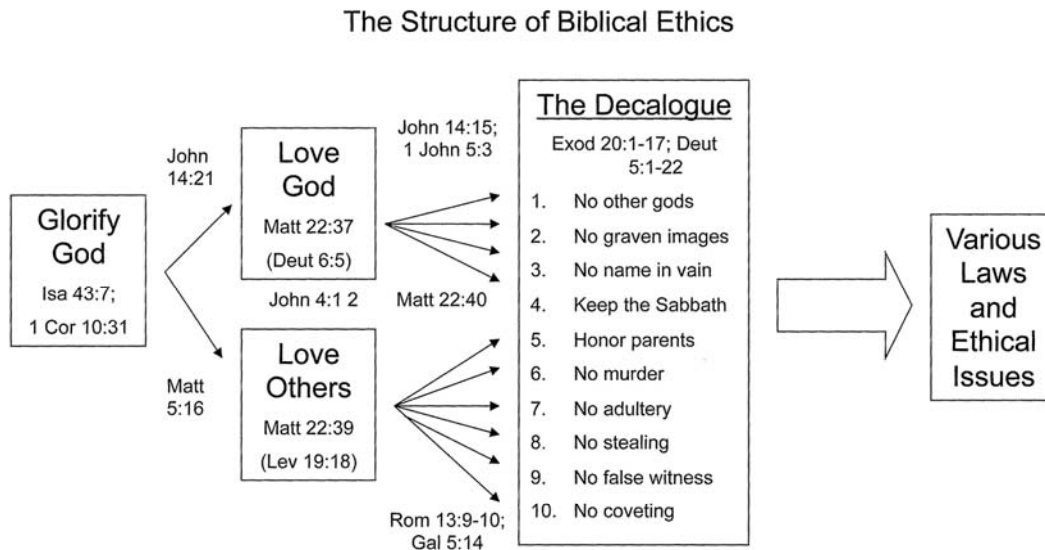 The Structure of Biblical Ethics
Glorify
God
Isa 43:7;
1 Cor 10:31
John
14:21
Matt
5:16
Love
God
Matt 22:37
(Deut 6:5)
John 4:1 2
Love
Others
Matt 22:39
(Lev 19:18)
John 14:15;
1 John 5:3
Matt 22:40
Rom 13:9-10;
Gal 5:14
The Decalogue
Exod 20:1-17; Deut
5:1-22
1. No other gods
2. No graven images
3. No name in vain
4. Keep the Sabbath
5. Honor parents
6. No murder
7. No adultery
8. No stealing
9. No false witness
10. No coveting
Various
Laws
and
Ethical
Issues